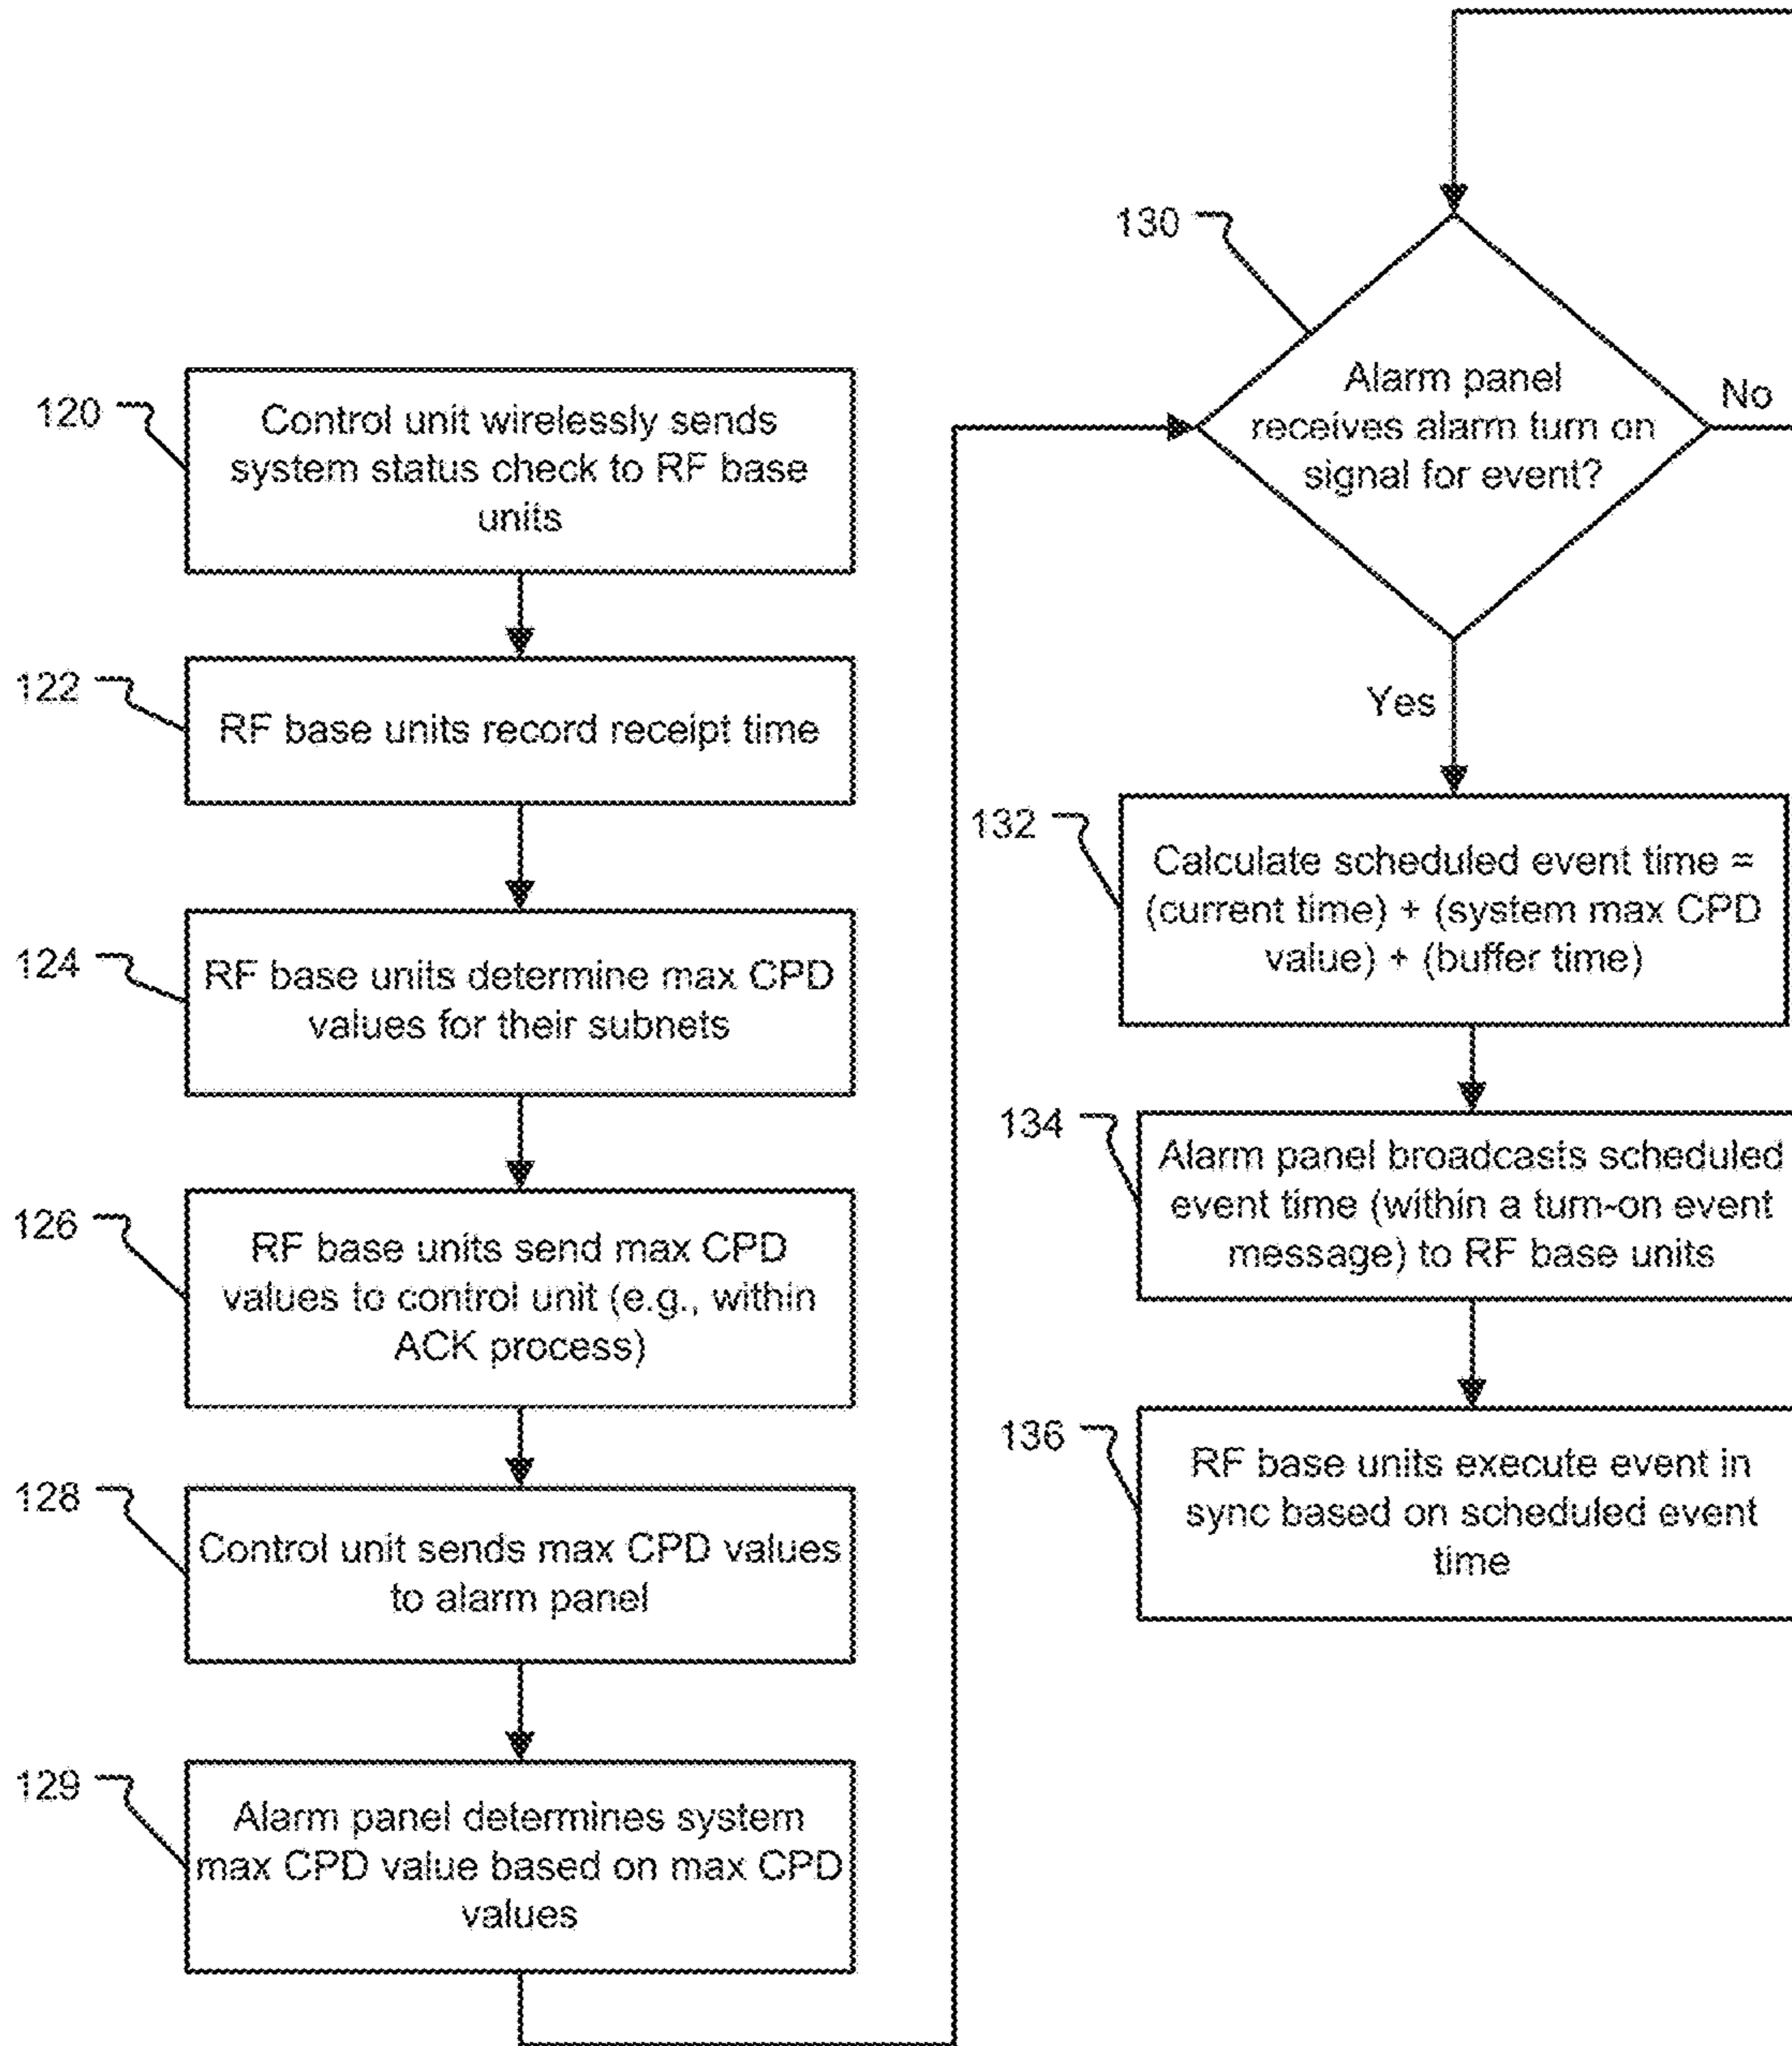 120
Control unit wirelessly sends
system status check to RF base
units
122
RF base units record receipt time
124
RF base units determine max CPD
values for their subnets
126
RF base units send max CPD
values to control unit (e.g., within
ACK process)
128
Control unit sends max CPD values
to alarm panel
129
Alarm panel determines system
max CPD value based on max CPD
values
130
Alarm panel
receives alarm turn on
signal for event?
No
Yes
132
Calculate scheduled event time =
(current time) + (system max CPD
value) + (buffer time)
134
Alarm panel broadcasts scheduled
event time (within a turn-on event
message) to RF base units
136
RF base units execute event in
sync based on scheduled event
time